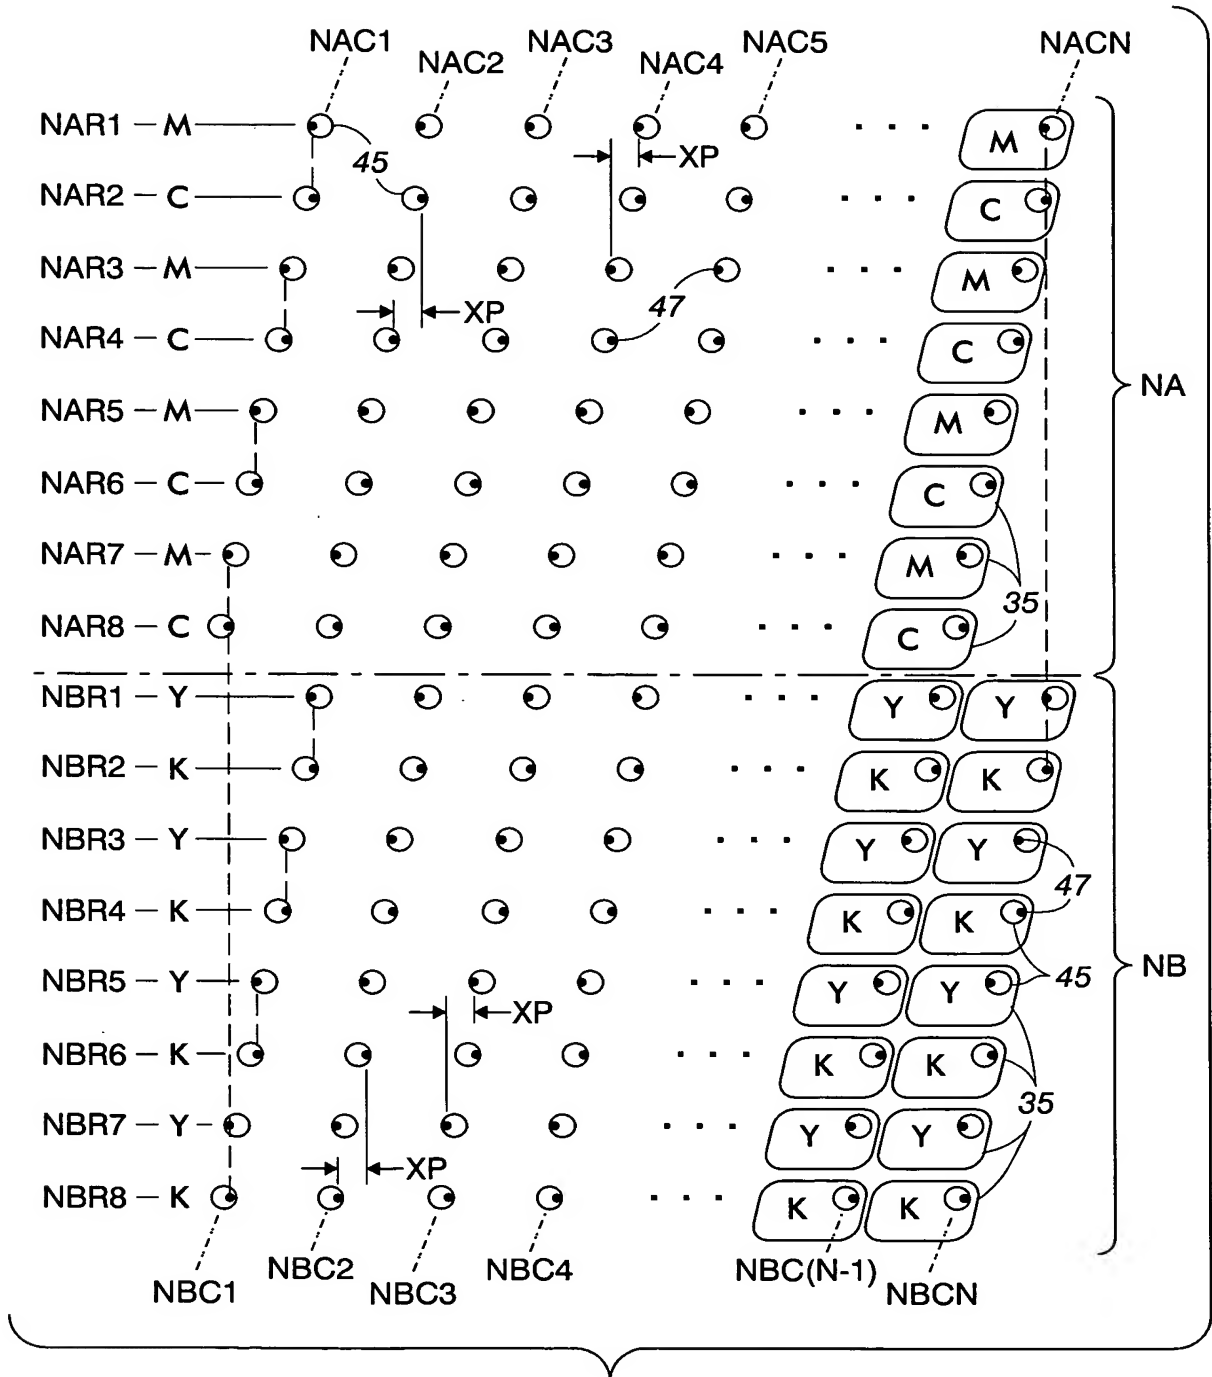 NAC1 NAC2 NAC3 NAC4 NAC5 NACN
NAR1 – M M
45
XP
NAR2 – C C
NAR3 – M M
XP
47
NAR4 – C C
NA
NAR5 – M M
NAR6 – C C
NAR7 – M M
35
NAR8 – C C
NBR1 – Y Y Y
NBR2 – K K K
NBR3 – Y Y Y
47
NBR4 – K K K
NB
45
NBR5 – Y Y Y
XP
NBR6 – K K K
35
NBR7 – Y Y Y
XP
NBR8 – K K K
NBC1 NBC2 NBC3 NBC4 NBC(N-1) NBCN